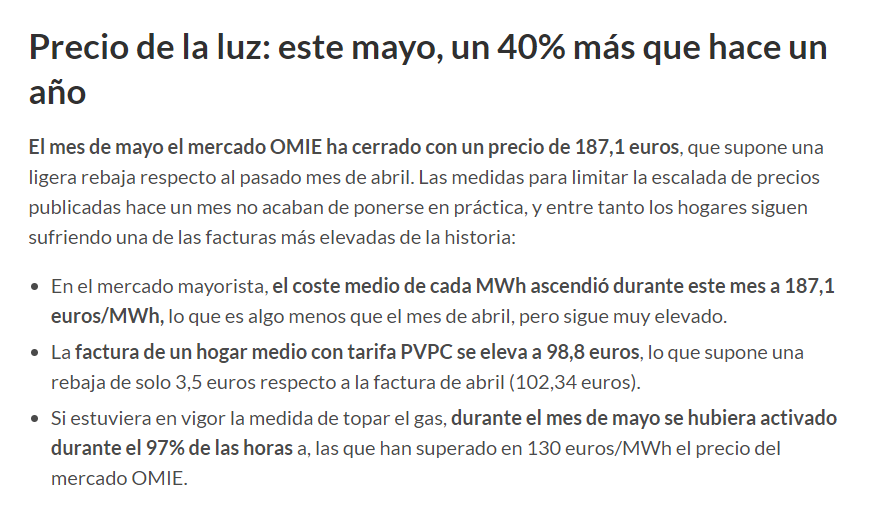 Precio de la luz: este mayo, un 40% más que hace un
año
El mes de mayo el mercado OMIE ha cerrado con un precio de 187,1 euros, que supone una
ligera rebaja respecto al pasado mes de abril. Las medidas para limitar la escalada de precios
publicadas hace un mes no acaban de ponerse en práctica, y entre tanto los hogares siguen
sufriendo una de las facturas más elevadas de la historia:
• En el mercado mayorista, el coste medio de cada MWh ascendió durante este mes a 187,1
euros/MWh, lo que es algo menos que el mes de abril, pero sigue muy elevado.
• La factura de un hogar medio con tarifa PVPC se eleva a 98,8 euros, lo que supone una
rebaja de solo 3,5 euros respecto a la factura de abril (102,34 euros).
• Si estuviera en vigor la medida de topar el gas, durante el mes de mayo se hubiera activado
durante el 97% de las horas a, las que han superado en 130 euros/MWh el precio del
mercado OMIE.